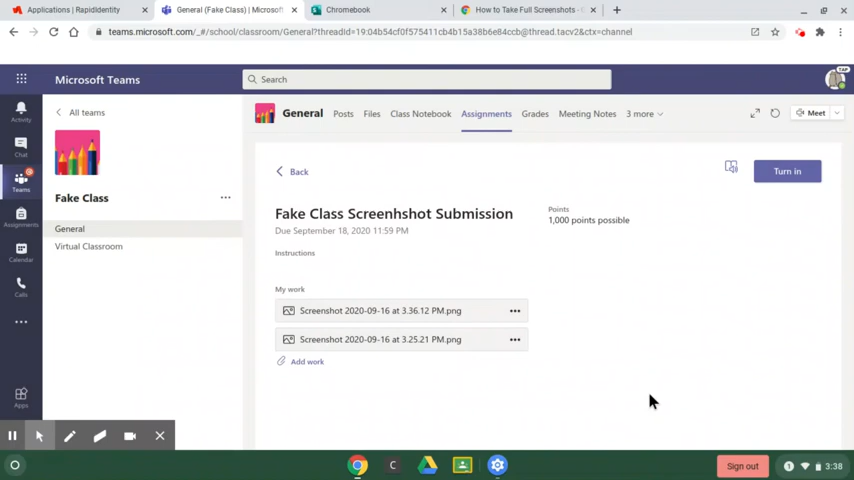 Applications | RapidIdentity
General (Fake Class) | Microsoft
Chromebook
How to Take Full Screenshots -
teams.microsoft.com/_#/school/classroom/General?threadId=19:04b54cf0f575411cb4a15a38b6e84ccb@thread.tacv2&ctx=channel
Microsoft Teams
Search
TAP
Activity
Chat
Teams
Assignments
Calendar
Calls
Apps
All teams
Fake Class
General
Virtual Classroom
General Posts Files Class Notebook Assignments Grades Meeting Notes 3 more
Meet
Back
Turn in
Fake Class Screenhshot Submission
Due September 18, 2020 11:59 PM
Points
1,000 points possible
Instructions
My work
Screenshot 2020-09-16 at 3.36.12 PM.png
Screenshot 2020-09-16 at 3.25.21 PM.png
Add work
C
Sign out
1
3:38